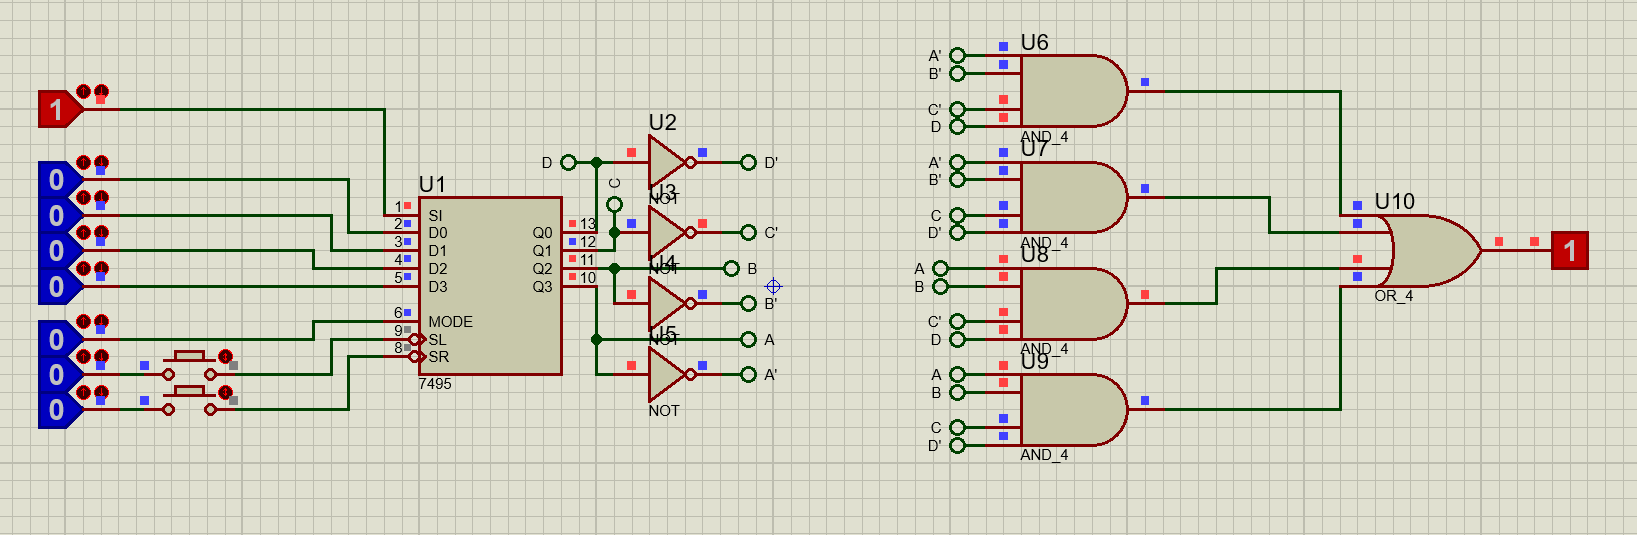 1
0
0
0
0
0
0
0
U1
1
2
3
4
5
6
9
8
SI
D0
D1
D2
D3
MODE
SL
SR
Q0
Q1
Q2
Q3
13
12
11
10
7495
D
C
U2
NOT
D'
U3
NOT
C'
B
U4
NOT
B'
A
U5
NOT
A'
A'
B'
C'
D
U6
AND_4
A'
B'
C
D'
U7
AND_4
A
B
C'
D
U8
AND_4
A
B
C
D'
U9
AND_4
U10
OR_4
1